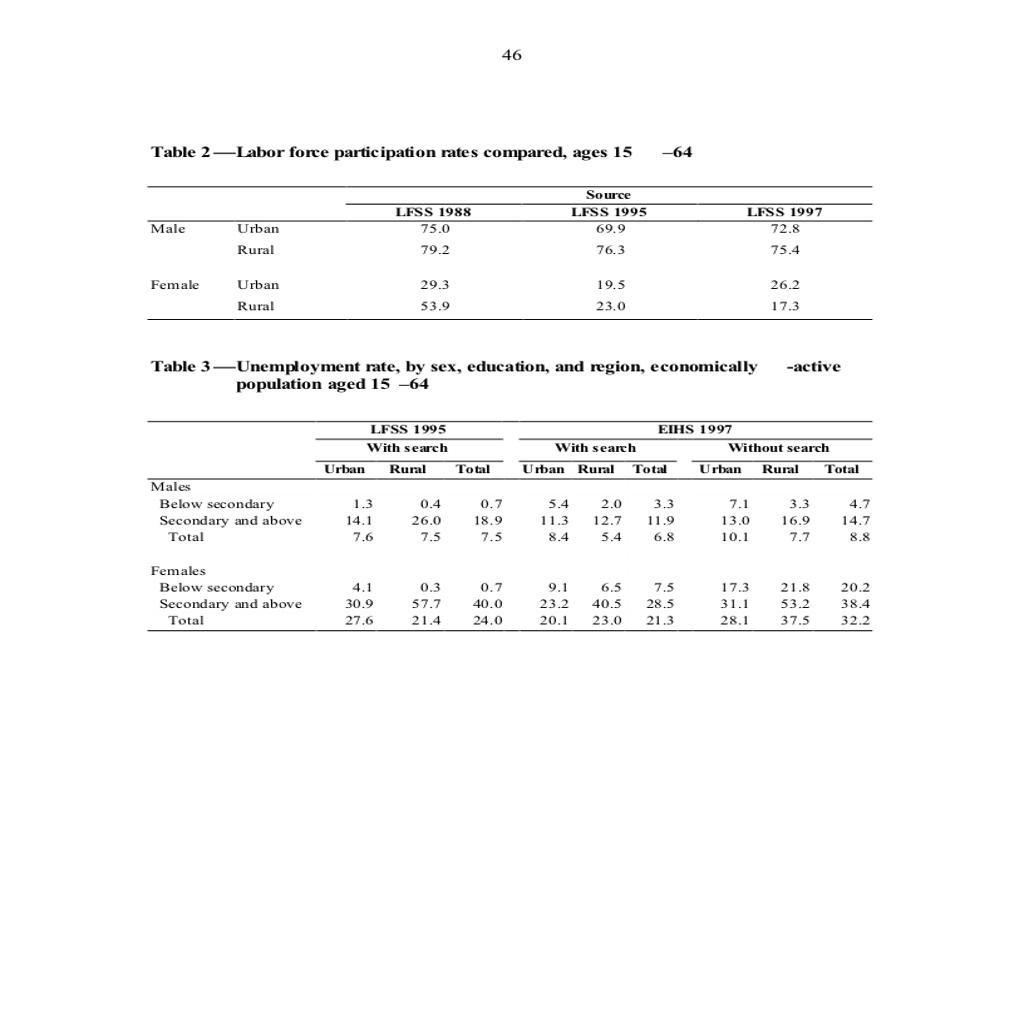 46
Table 2—Labor force participation rates compared, ages 15 –64
Source
LFSS 1988 LFSS 1995 LFSS 1997
Male Urban 75.0 69.9 72.8
Rural 79.2 76.3 75.4
Female Urban 29.3 19.5 26.2
Rural 53.9 23.0 17.3
Table 3—Unemployment rate, by sex, education, and region, economically -active
population aged 15 –64
LFSS 1995 EIHS 1997
With search With search Without search
Urban Rural Total Urban Rural Total Urban Rural Total
Males
Below secondary 1.3 0.4 0.7 5.4 2.0 3.3 7.1 3.3 4.7
Secondary and above 14.1 26.0 18.9 11.3 12.7 11.9 13.0 16.9 14.7
Total 7.6 7.5 7.5 8.4 5.4 6.8 10.1 7.7 8.8
Females
Below secondary 4.1 0.3 0.7 9.1 6.5 7.5 17.3 21.8 20.2
Secondary and above 30.9 57.7 40.0 23.2 40.5 28.5 31.1 53.2 38.4
Total 27.6 21.4 24.0 20.1 23.0 21.3 28.1 37.5 32.2